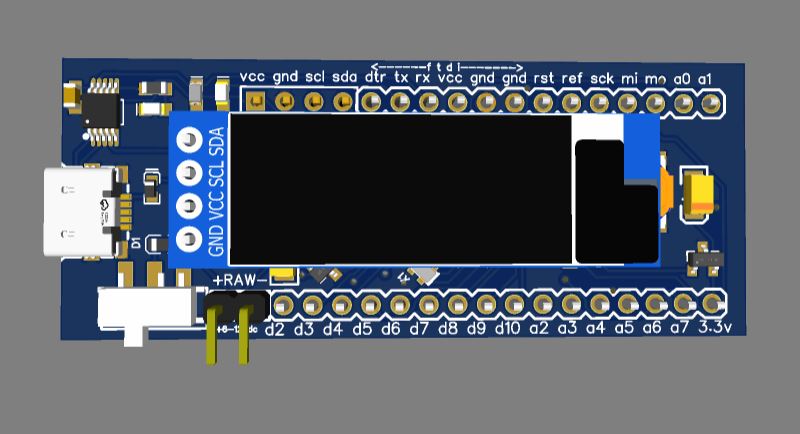 <------ftdi------>
vcc gnd scl sda dtr tx rx vcc gnd gnd rst ref sck mi mo a0 a1
GND VCC SCL SDA
D1
+RAW-
d2 d3 d4 d5 d6 d7 d8 d9 d10 a2 a3 a4 a5 a6 a7 3.3v